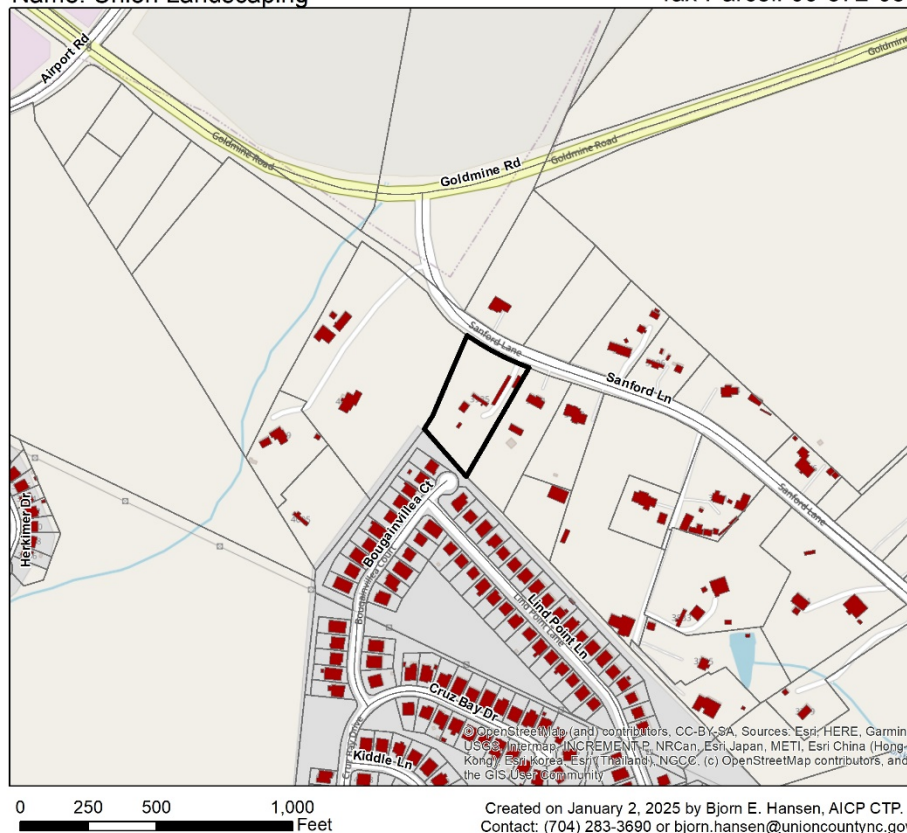 Name: Union Landscaping
Airport Rd
Goldmine Road
Goldmine Rd
Goldmine Road
Goldmine
Sanford Lane
Sanford Ln
Sanford Lane
Herkimer Dr.
Bougainvillea Ct
Bougainvillea Court
Lind Point Ln
Lind Point Lane
Cruz Bay Dr
Cruz Bay Drive
Kiddle Ln
© OpenStreetMap (and) contributors, CC-BY-SA, Sources: Esri, HERE, Garmin,
USGS, Intermap, INCREMENT P, NRCan, Esri Japan, METI, Esri China (Hong
Kong), Esri Korea, Esri (Thailand), NGCC, (c) OpenStreetMap contributors, and
the GIS User Community
0 250 500 1,000
Feet
Created on January 2, 2025 by Bjorn E. Hansen, AICP CTP.
Contact: (704) 283-3690 or bjorn.hansen@unioncountync.gov